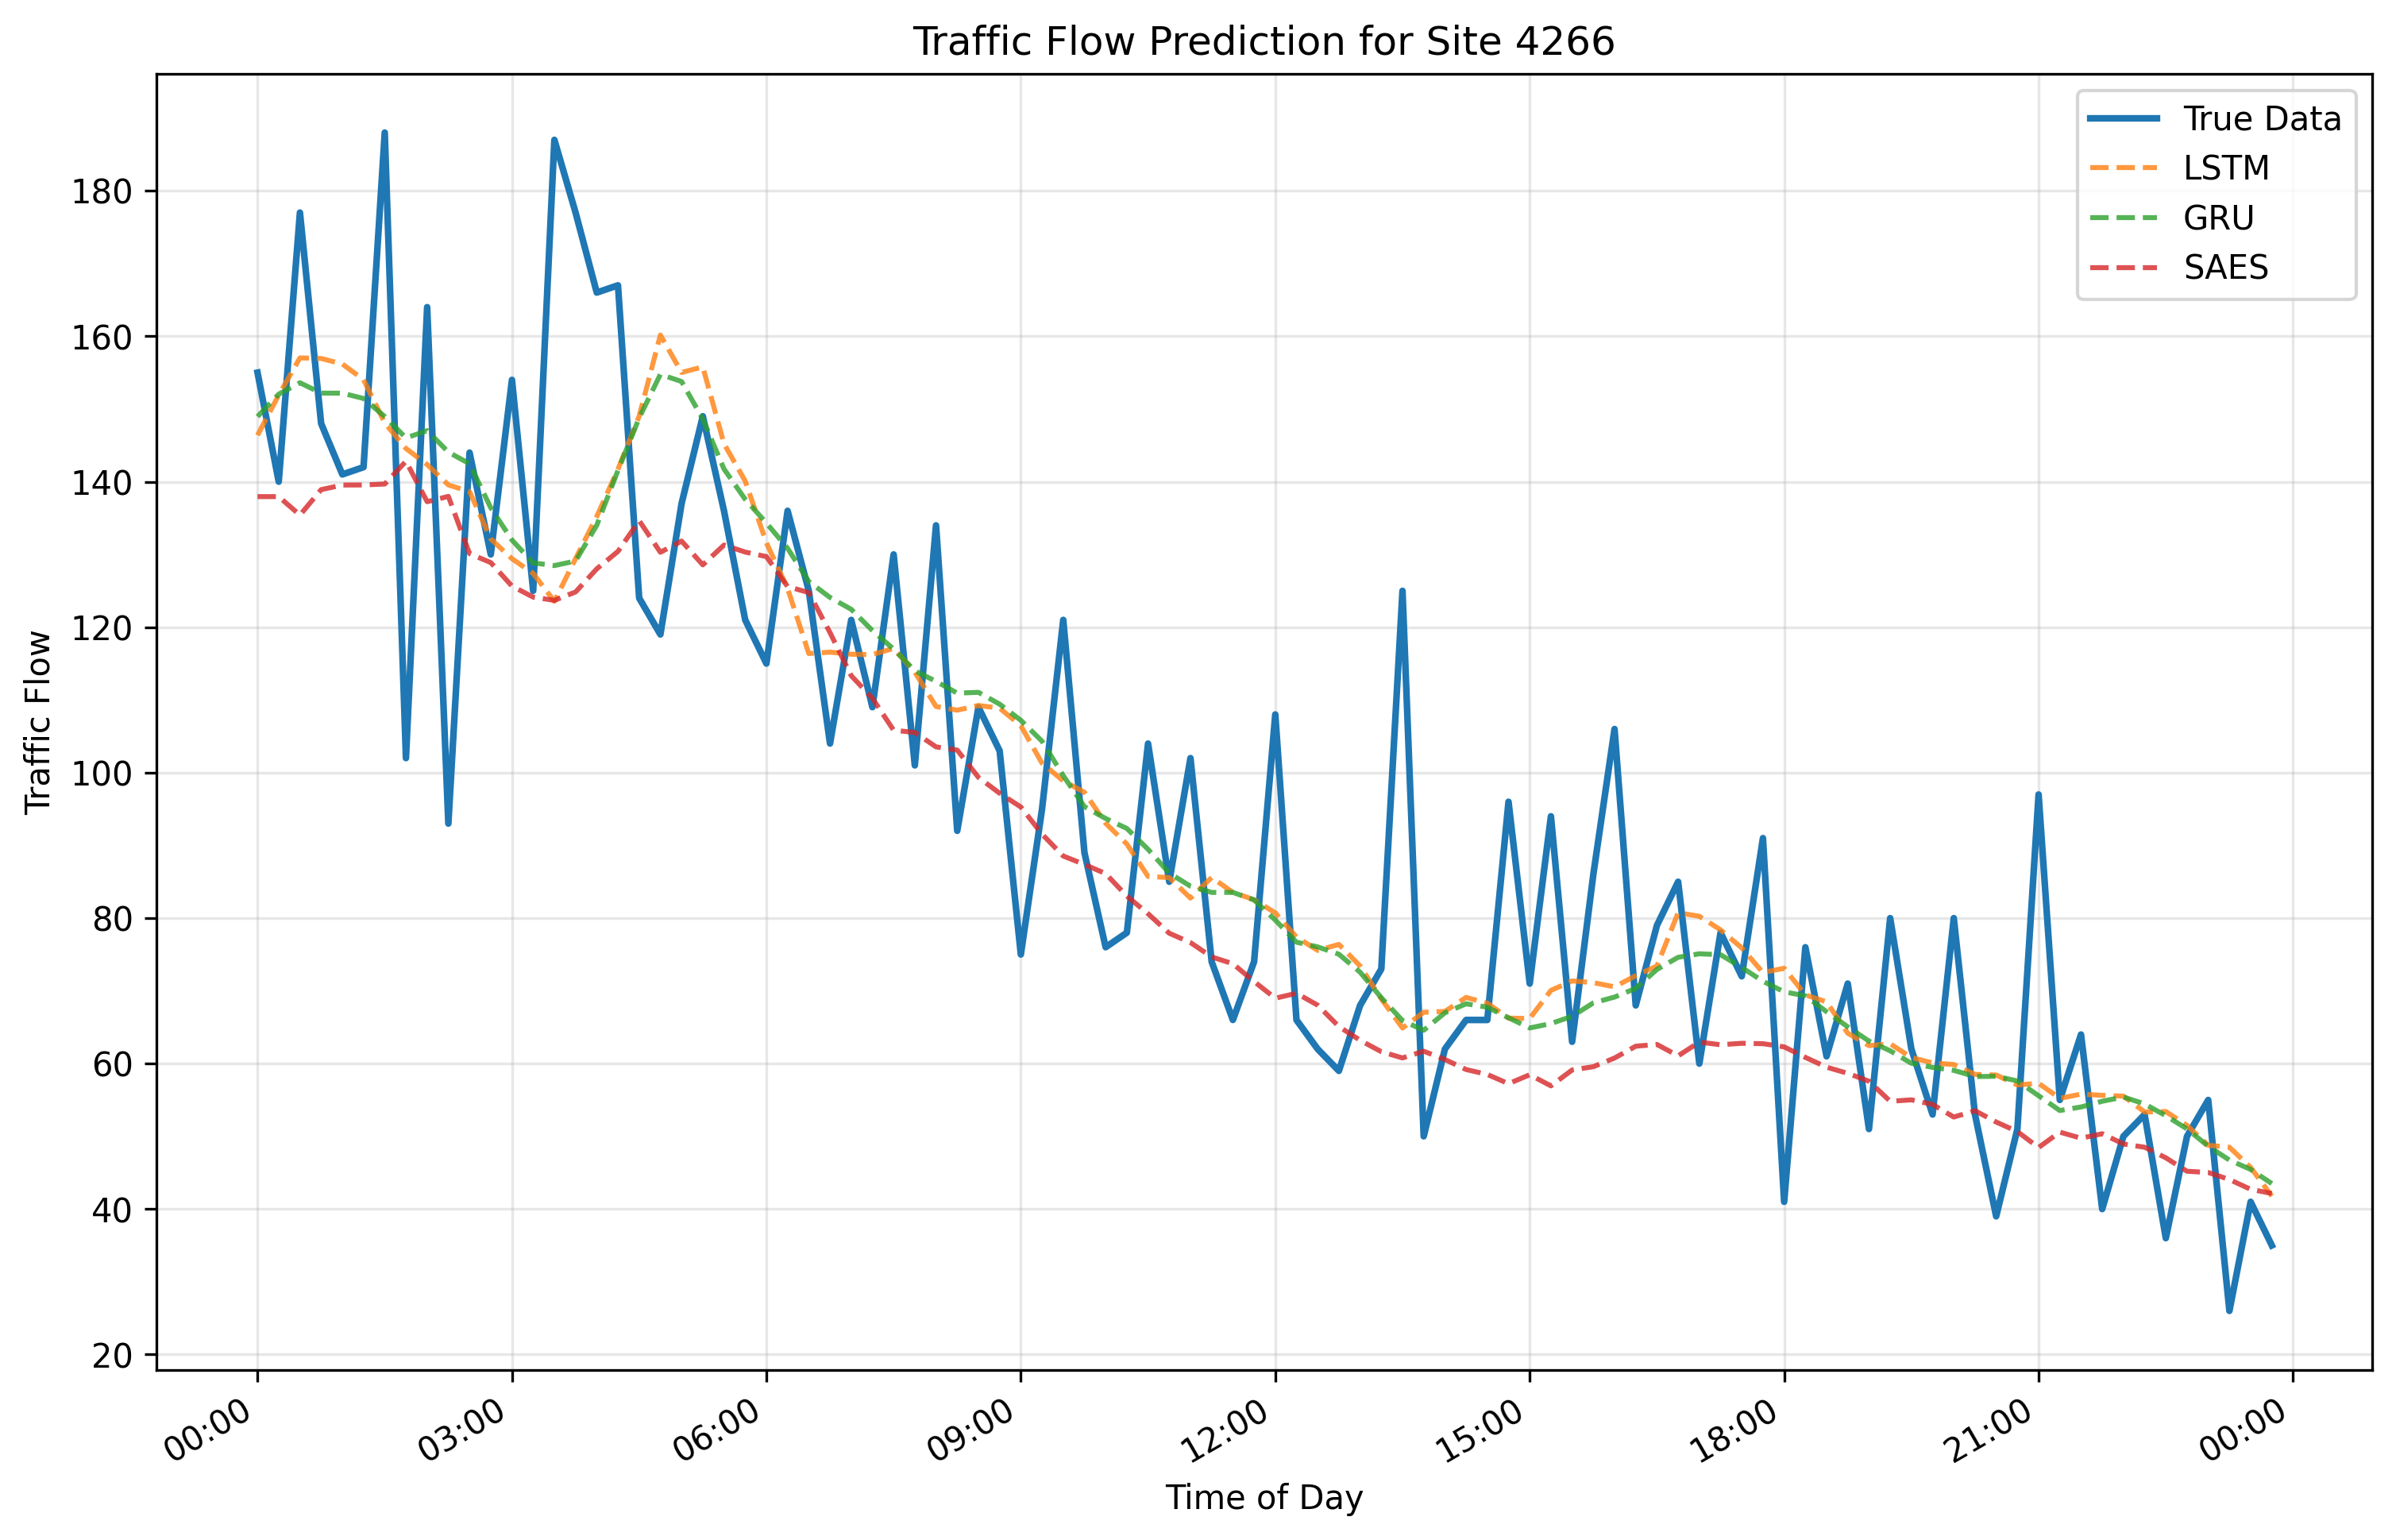 Traffic Flow Prediction for Site 4266
True Data
LSTM
GRU
SAES
Traffic Flow
180
160
140
120
100
80
60
40
20
00:00
03:00
06:00
09:00
12:00
15:00
18:00
21:00
00:00
Time of Day